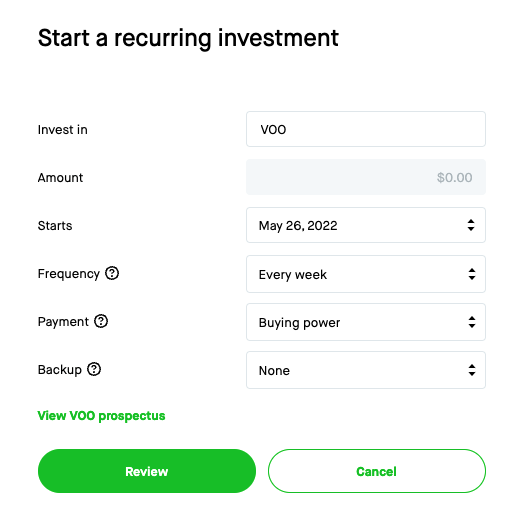 Start a recurring investment
Invest in VOO
Amount $0.00
Starts May 26, 2022
Frequency ? Every week
Payment ? Buying power
Backup ? None
View VOO prospectus
Review Cancel